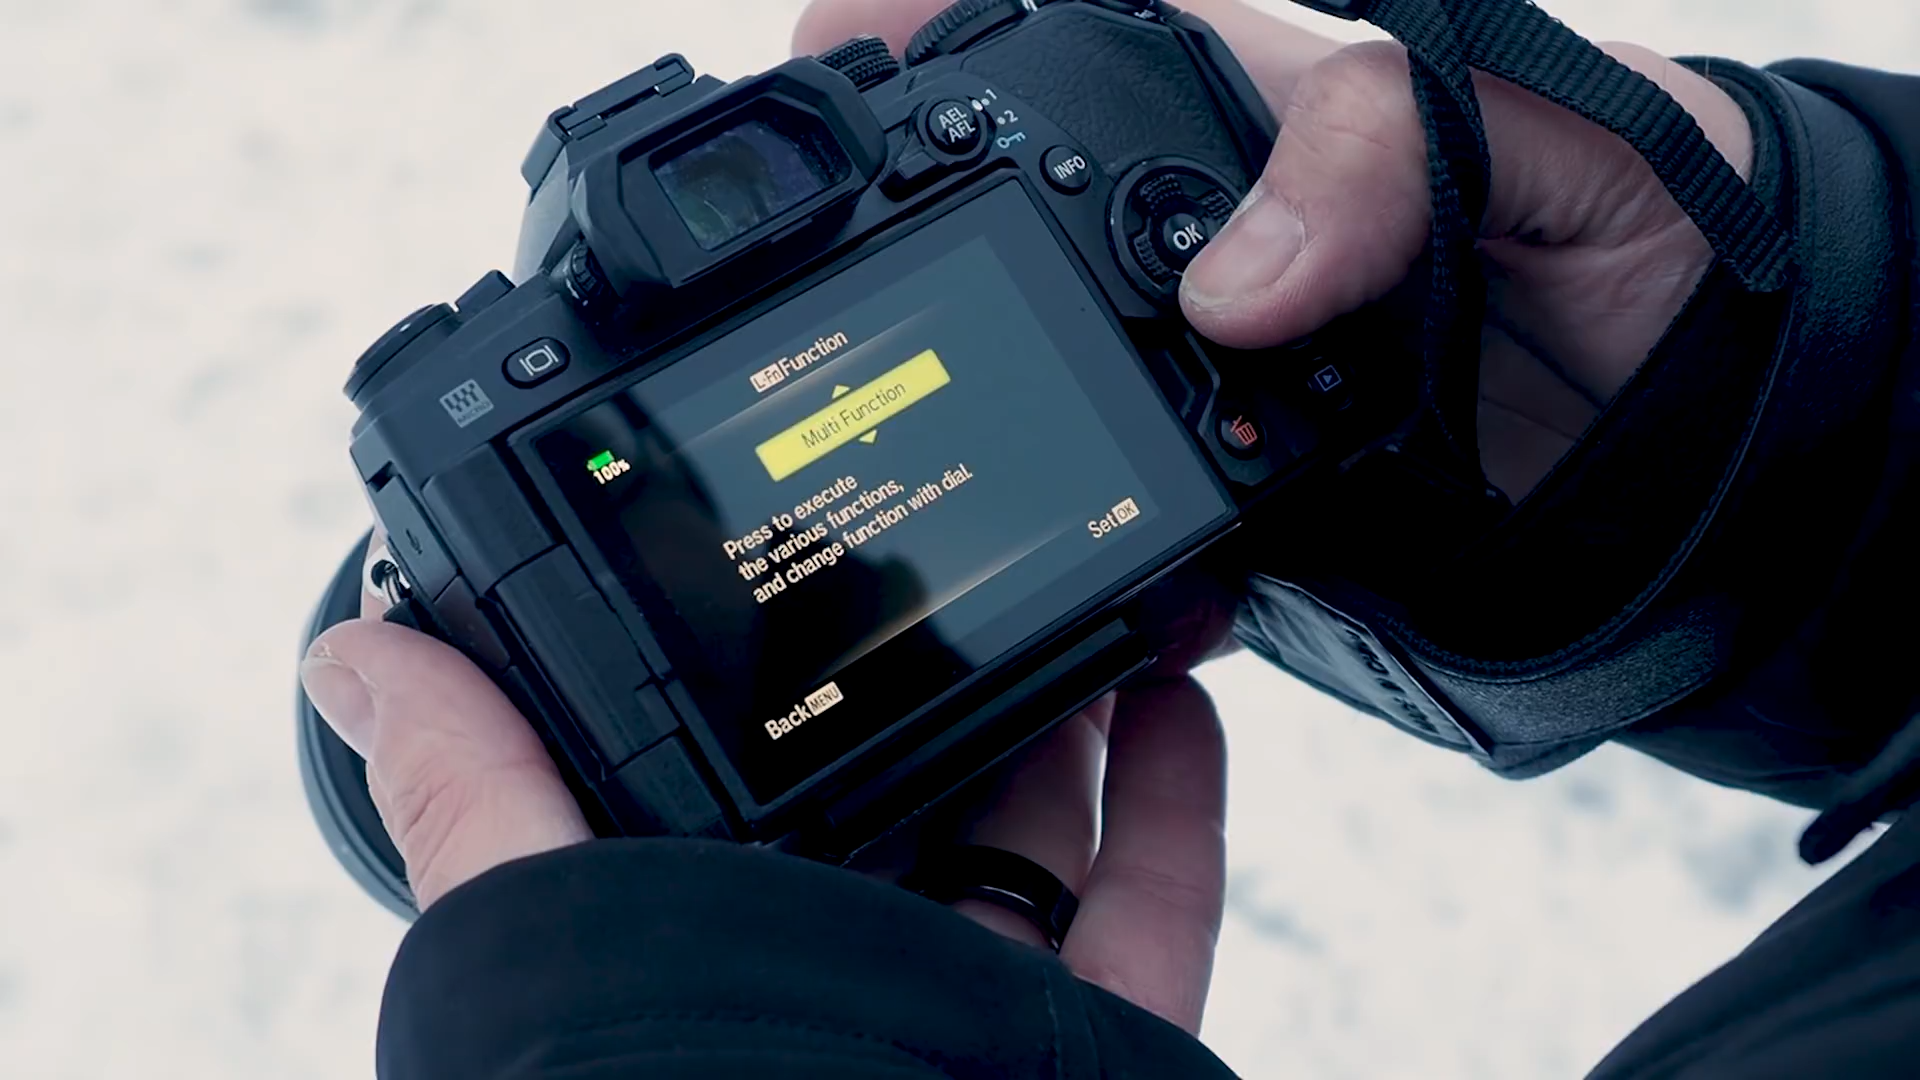 AEL
AFL
1
2
INFO
OK
MICRO
L-Fn Function
Multi Function
100%
Press to execute
the various functions,
and change function with dial.
Set OK
Back MENU